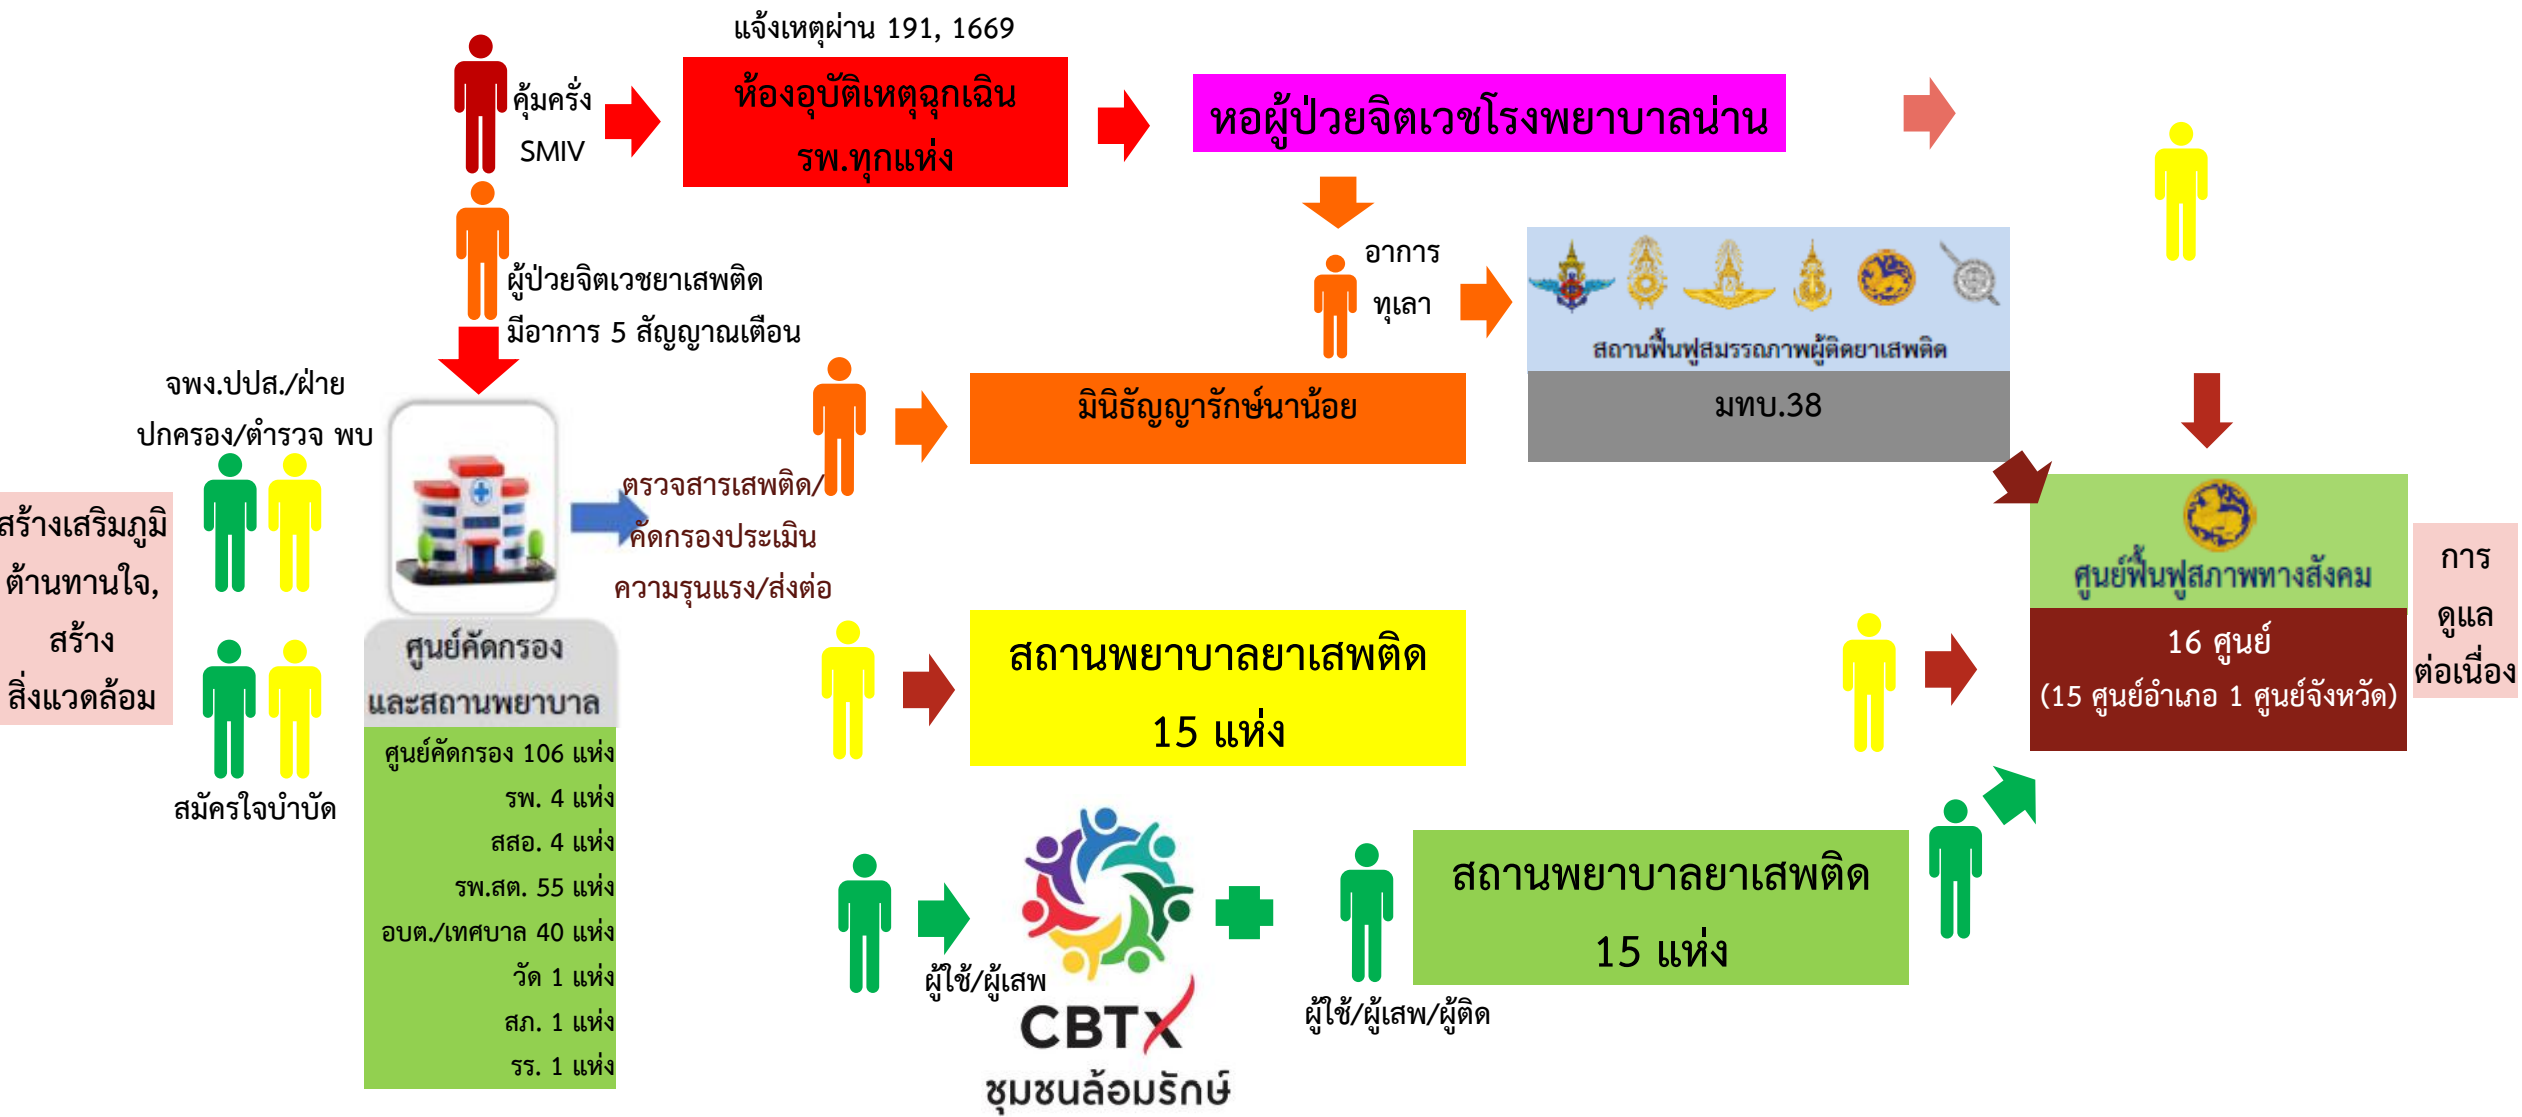 แจ้งเหตุผ่าน 191, 1669
คุ้มครั่ง
SMIV
ห้องอุบัติเหตุฉุกเฉิน
รพ.ทุกแห่ง
หอผู้ป่วยจิตเวชโรงพยาบาลน่าน
ผู้ป่วยจิตเวชยาเสพติด
มีอาการ 5 สัญญาณเตือน
อาการ
ทุเลา
สถานฟื้นฟูสมรรถภาพผู้ติดยาเสพติด
มทบ.38
มินิธัญญารักษ์นาน้อย
จพง.ปปส./ฝ่าย
ปกครอง/ตำรวจ พบ
สร้างเสริมภูมิ
ต้านทานใจ,
สร้าง
สิ่งแวดล้อม
สมัครใจบำบัด
ตรวจสารเสพติด/
คัดกรองประเมิน
ความรุนแรง/ส่งต่อ
ศูนย์คัดกรอง
และสถานพยาบาล
ศูนย์คัดกรอง 106 แห่ง
รพ. 4 แห่ง
สสอ. 4 แห่ง
รพ.สต. 55 แห่ง
อบต./เทศบาล 40 แห่ง
วัด 1 แห่ง
สภ. 1 แห่ง
รร. 1 แห่ง
สถานพยาบาลยาเสพติด
15 แห่ง
ผู้ใช้/ผู้เสพ
CBTX
ชุมชนล้อมรักษ์
ผู้ใช้/ผู้เสพ/ผู้ติด
สถานพยาบาลยาเสพติด
15 แห่ง
ศูนย์ฟื้นฟูสภาพทางสังคม
16 ศูนย์
(15 ศูนย์อำเภอ 1 ศูนย์จังหวัด)
การ
ดูแล
ต่อเนื่อง